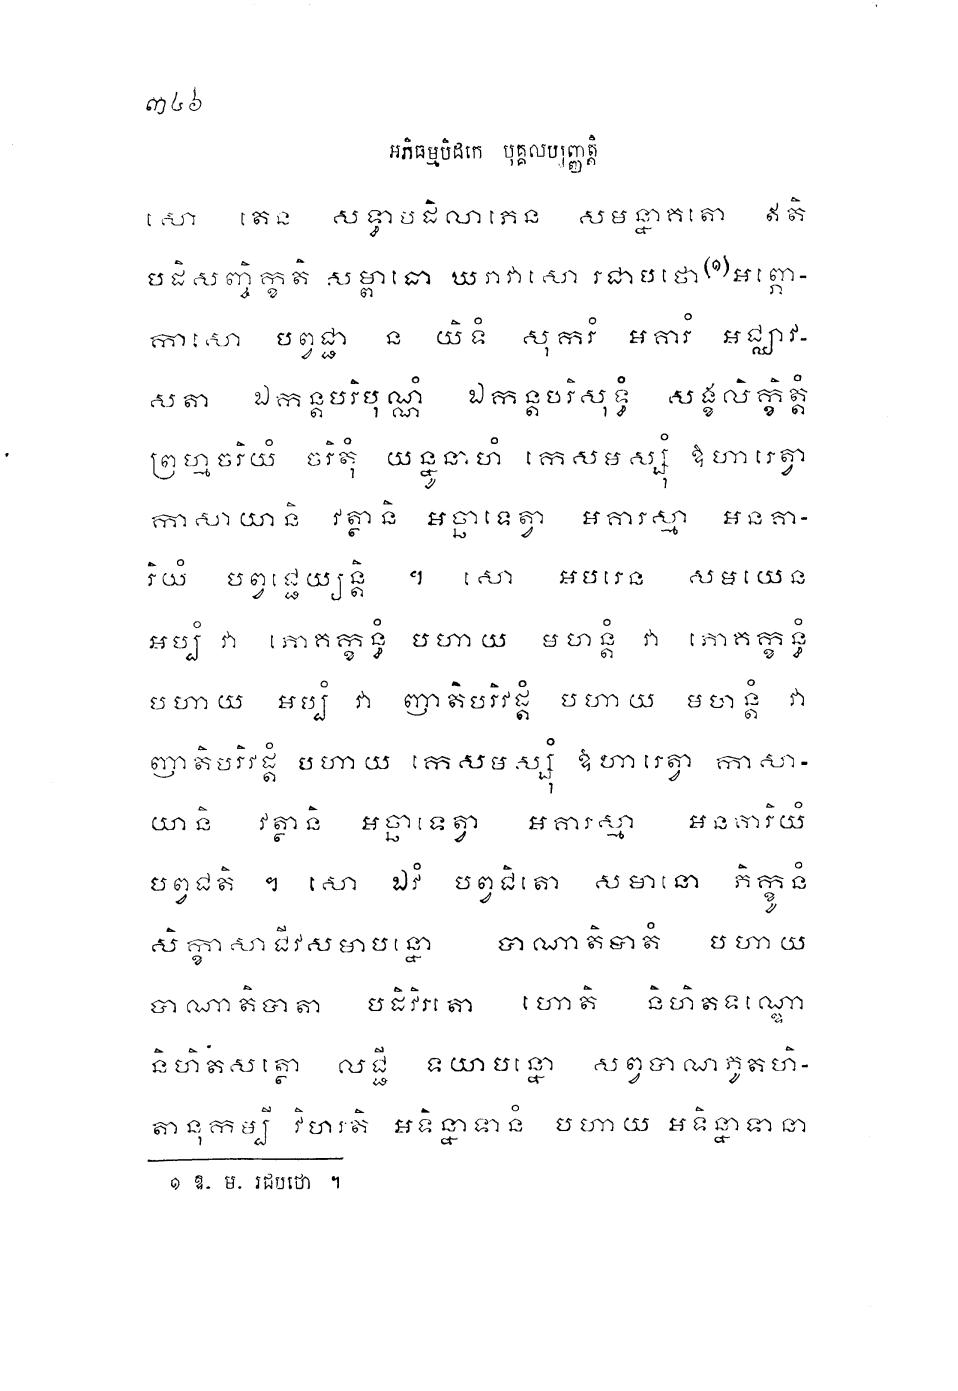 ៣៤៦
អភិធម្មបិដកេ បុគ្គលប្បញ្ញត្តិ
សោ តេន សទ្ធាបដិលាភេន សមន្នាគតោ ឥតិ
បដិសញ្ចិក្ខតិ សម្ពាធោ ឃរាវាសោ រជាបថោ(១) អព្ភោ-
កាសោ បព្វជ្ជា ន យិទំ សុករំ អគារំ អជ្ឈាវ-
សតា ឯកន្តបរិបុណ្ណំ ឯកន្តបរិសុទ្ធំ សង្ខលិក្ខិត្តំ
ព្រហ្មចរិយំ ចរិតុំ យន្នូនាហំ កេសមស្សុំ ឱហារេត្វា
កាសាយានិ វត្ថានិ អច្ឆាទេត្វា អគារស្មា អនគា-
រិយំ បព្វជ្ជេយ្យន្តិ ។ សោ អបរេន សមយេន
អប្បំ វា ភោគក្ខន្ធំ បហាយ មហន្តំ វា ភោគក្ខន្ធំ
បហាយ អប្បំ វា ញាតិបរិវដ្តំ បហាយ មហន្តំ វា
ញាតិបរិវដ្តំ បហាយ កេសមស្សុំ ឱហារេត្វា កាសា-
យានិ វត្ថានិ អច្ឆាទេត្វា អគារស្មា អនគារិយំ
បព្វជតិ ។ សោ ឯវំ បព្វជិតោ សមានោ ភិក្ខូនំ
សិក្ខាសាជីវសមាបន្នោ បាណាតិបាតំ បហាយ
បាណាតិបាតា បដិវិរតោ ហោតិ និហិតទណ្ឌោ
និហិតសត្ថោ លជ្ជី ទយាបន្នោ សព្វបាណភូតហិ-
តានុកម្បី វិហរតិ អទិន្នាទានំ បហាយ អទិន្នាទានា
១ ឱ. ម. រជបថោ ។